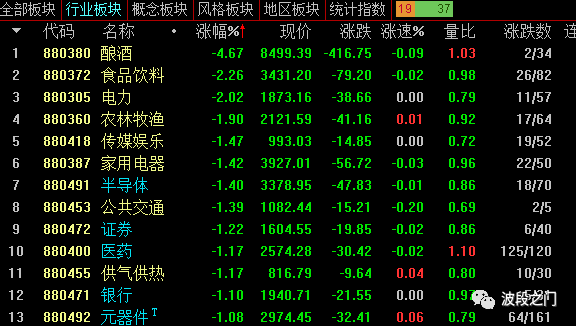 全部板块 行业板块 概念板块 风格板块 地区板块 统计指数 19 37
代码 名称 涨幅%↑ 现价 涨跌 涨速% 量比 涨跌数
1 880380 酿酒 -4.67 8499.39 -416.75 -0.09 1.03 2/34
2 880372 食品饮料 -2.26 3431.20 -79.20 -0.02 0.98 26/82
3 880305 电力 -2.02 1873.16 -38.66 0.00 0.79 11/57
4 880360 农林牧渔 -1.90 2121.59 -41.16 0.01 0.92 17/64
5 880418 传媒娱乐 -1.47 993.03 -14.85 0.00 0.72 19/52
6 880387 家用电器 -1.42 3927.01 -56.72 -0.03 0.96 22/50
7 880491 半导体 -1.40 3378.95 -47.83 -0.01 0.86 18/70
8 880453 公共交通 -1.39 1082.44 -15.21 -0.20 0.69 2/5
9 880472 证券 -1.22 1604.55 -19.85 -0.02 0.86 6/40
10 880400 医药 -1.17 2574.28 -30.42 -0.02 1.10 125/120
11 880455 供气供热 -1.17 816.79 -9.64 0.04 0.80 10/30
12 880471 银行 -1.10 1940.71 -21.55 0.00
13 880492 元器件T -1.08 2974.45 -32.41 0.06 0.79 64/161
波段之门